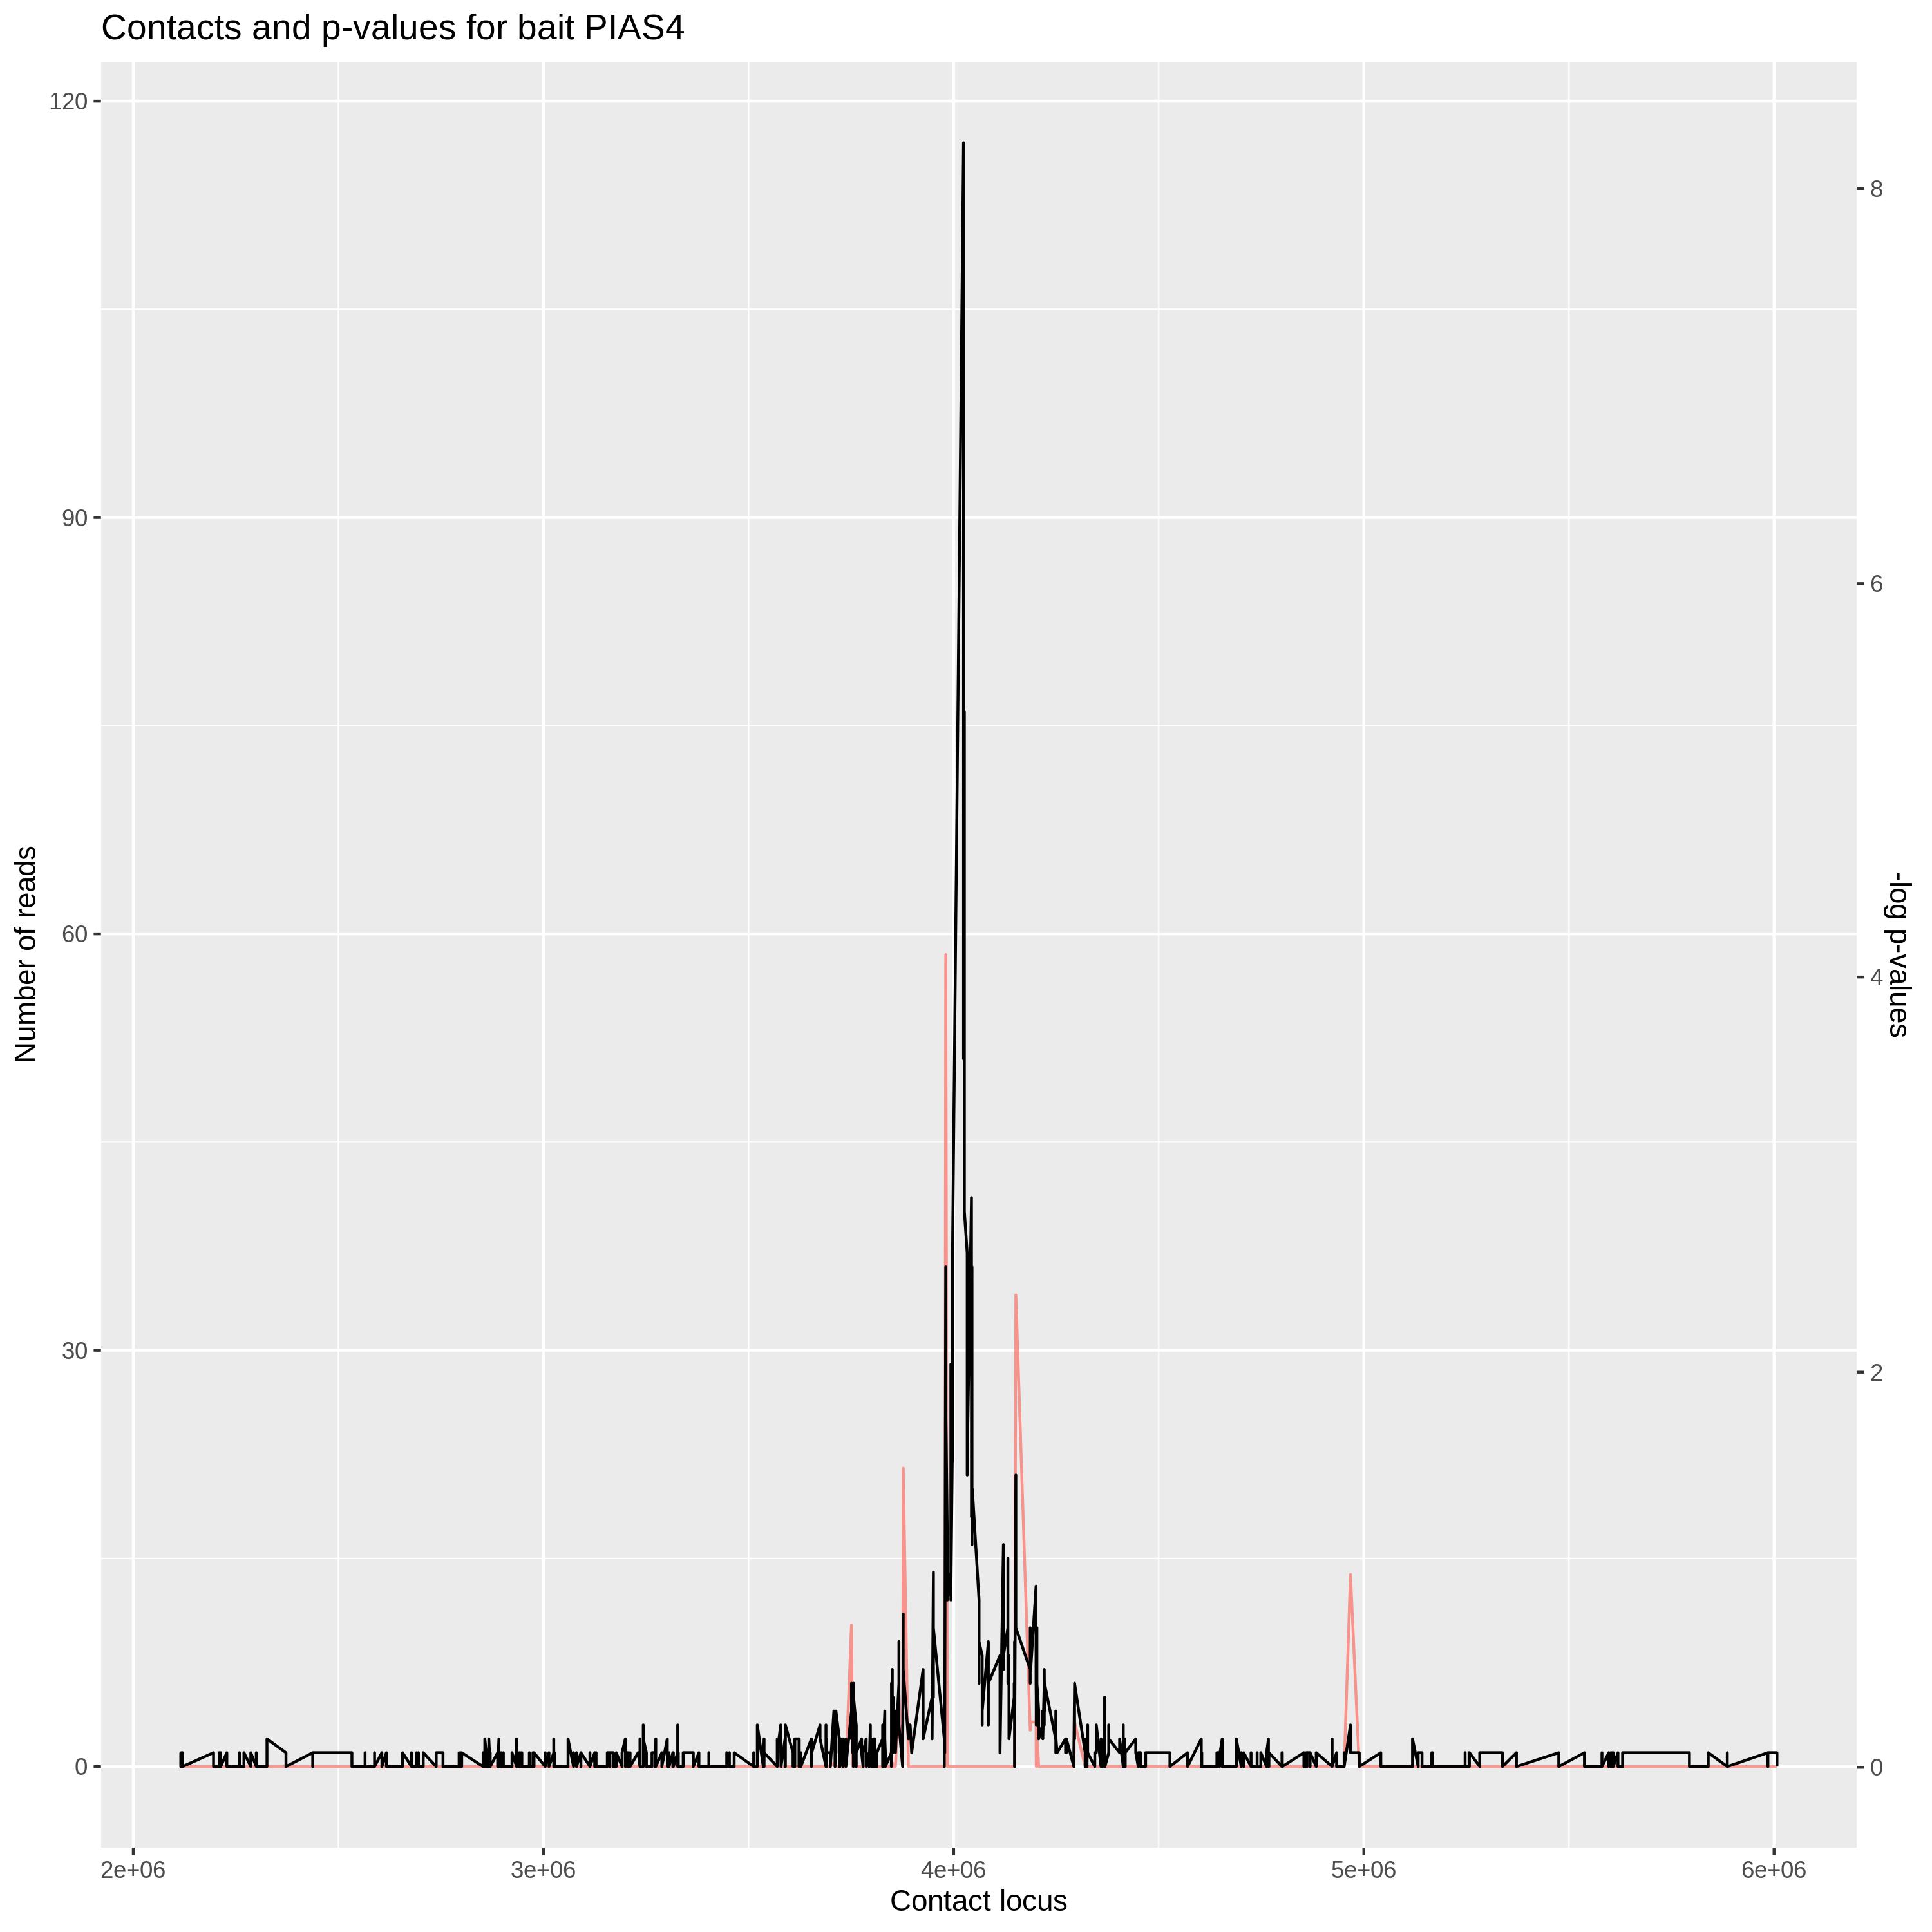 Contacts and p-values for bait PIAS4
120
90
60
30
0
Number of reads
8
6
4
2
0
-log p-values
2e+06
3e+06
4e+06
5e+06
6e+06
Contact locus